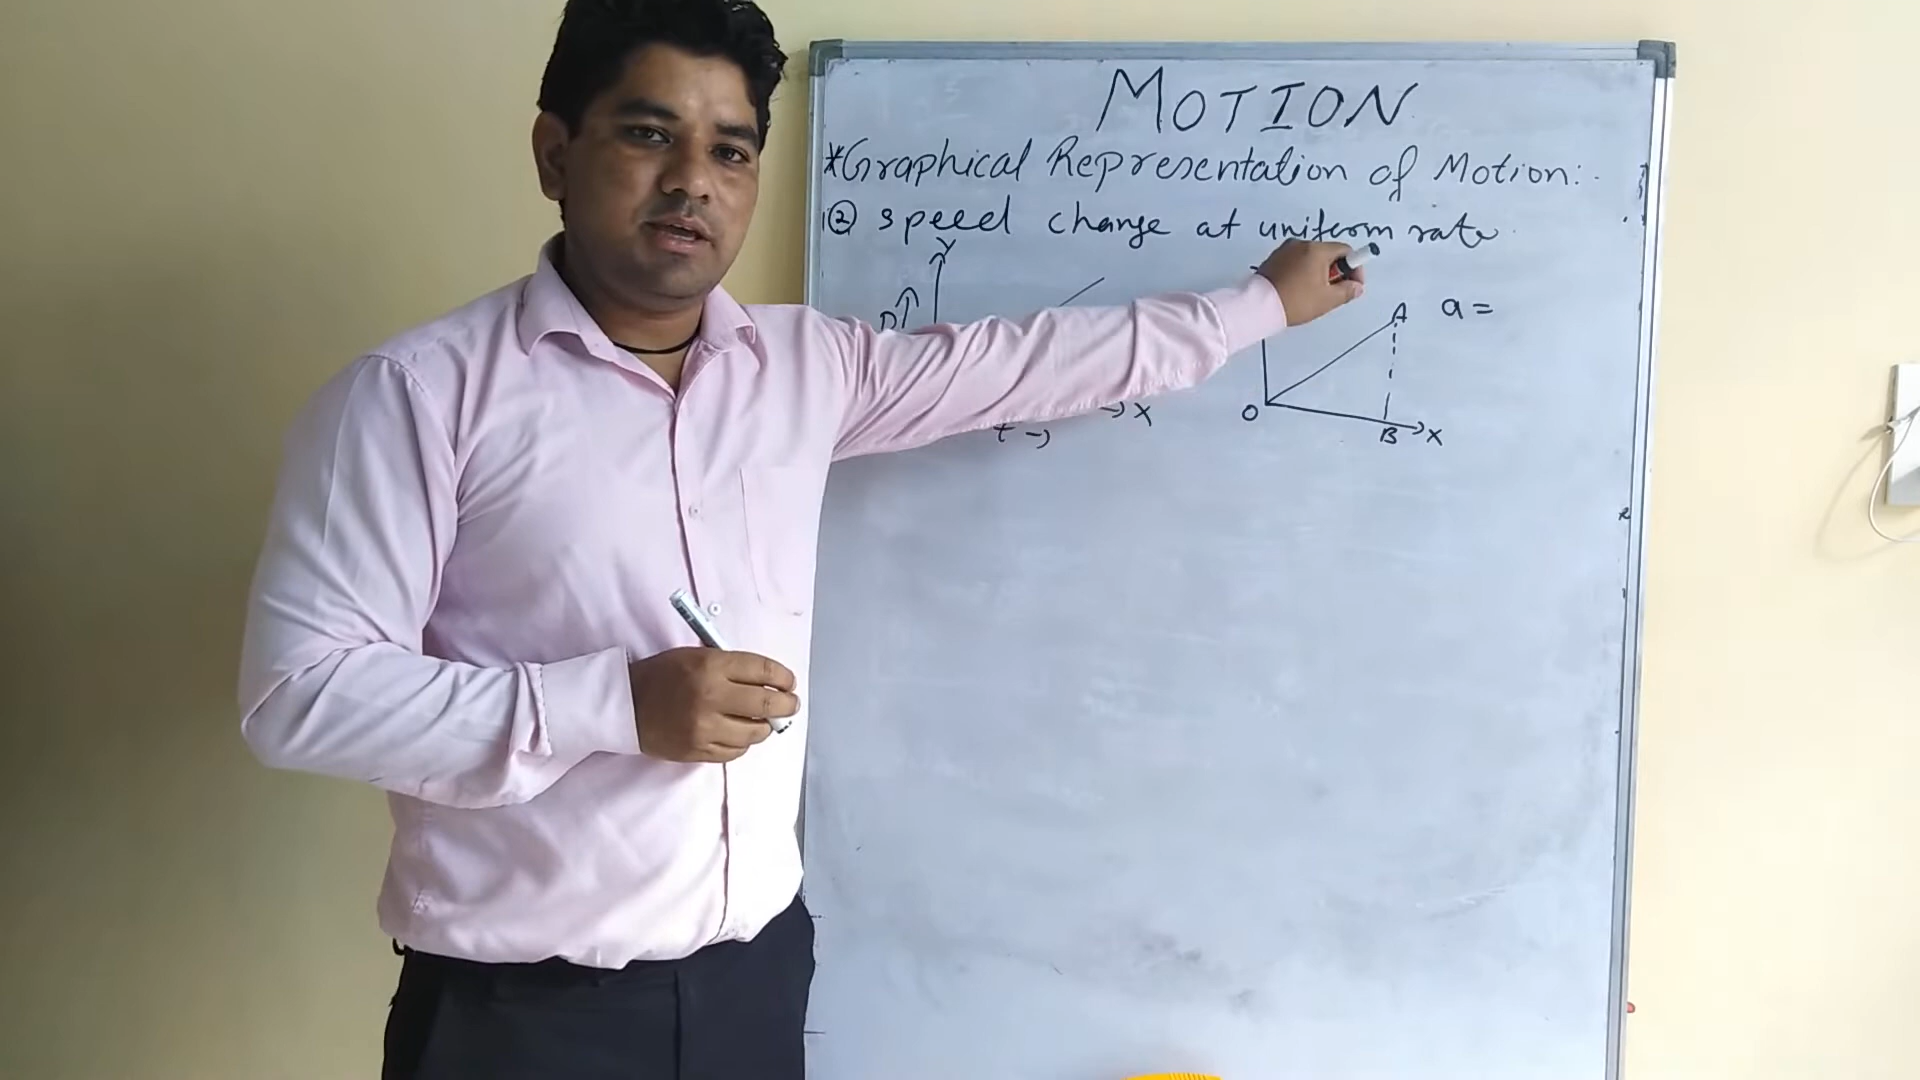 MOTION
*Graphical Representation of Motion:
② speed change at uniform rate
Y
D↑
X
t →
A
a =
O
B
X